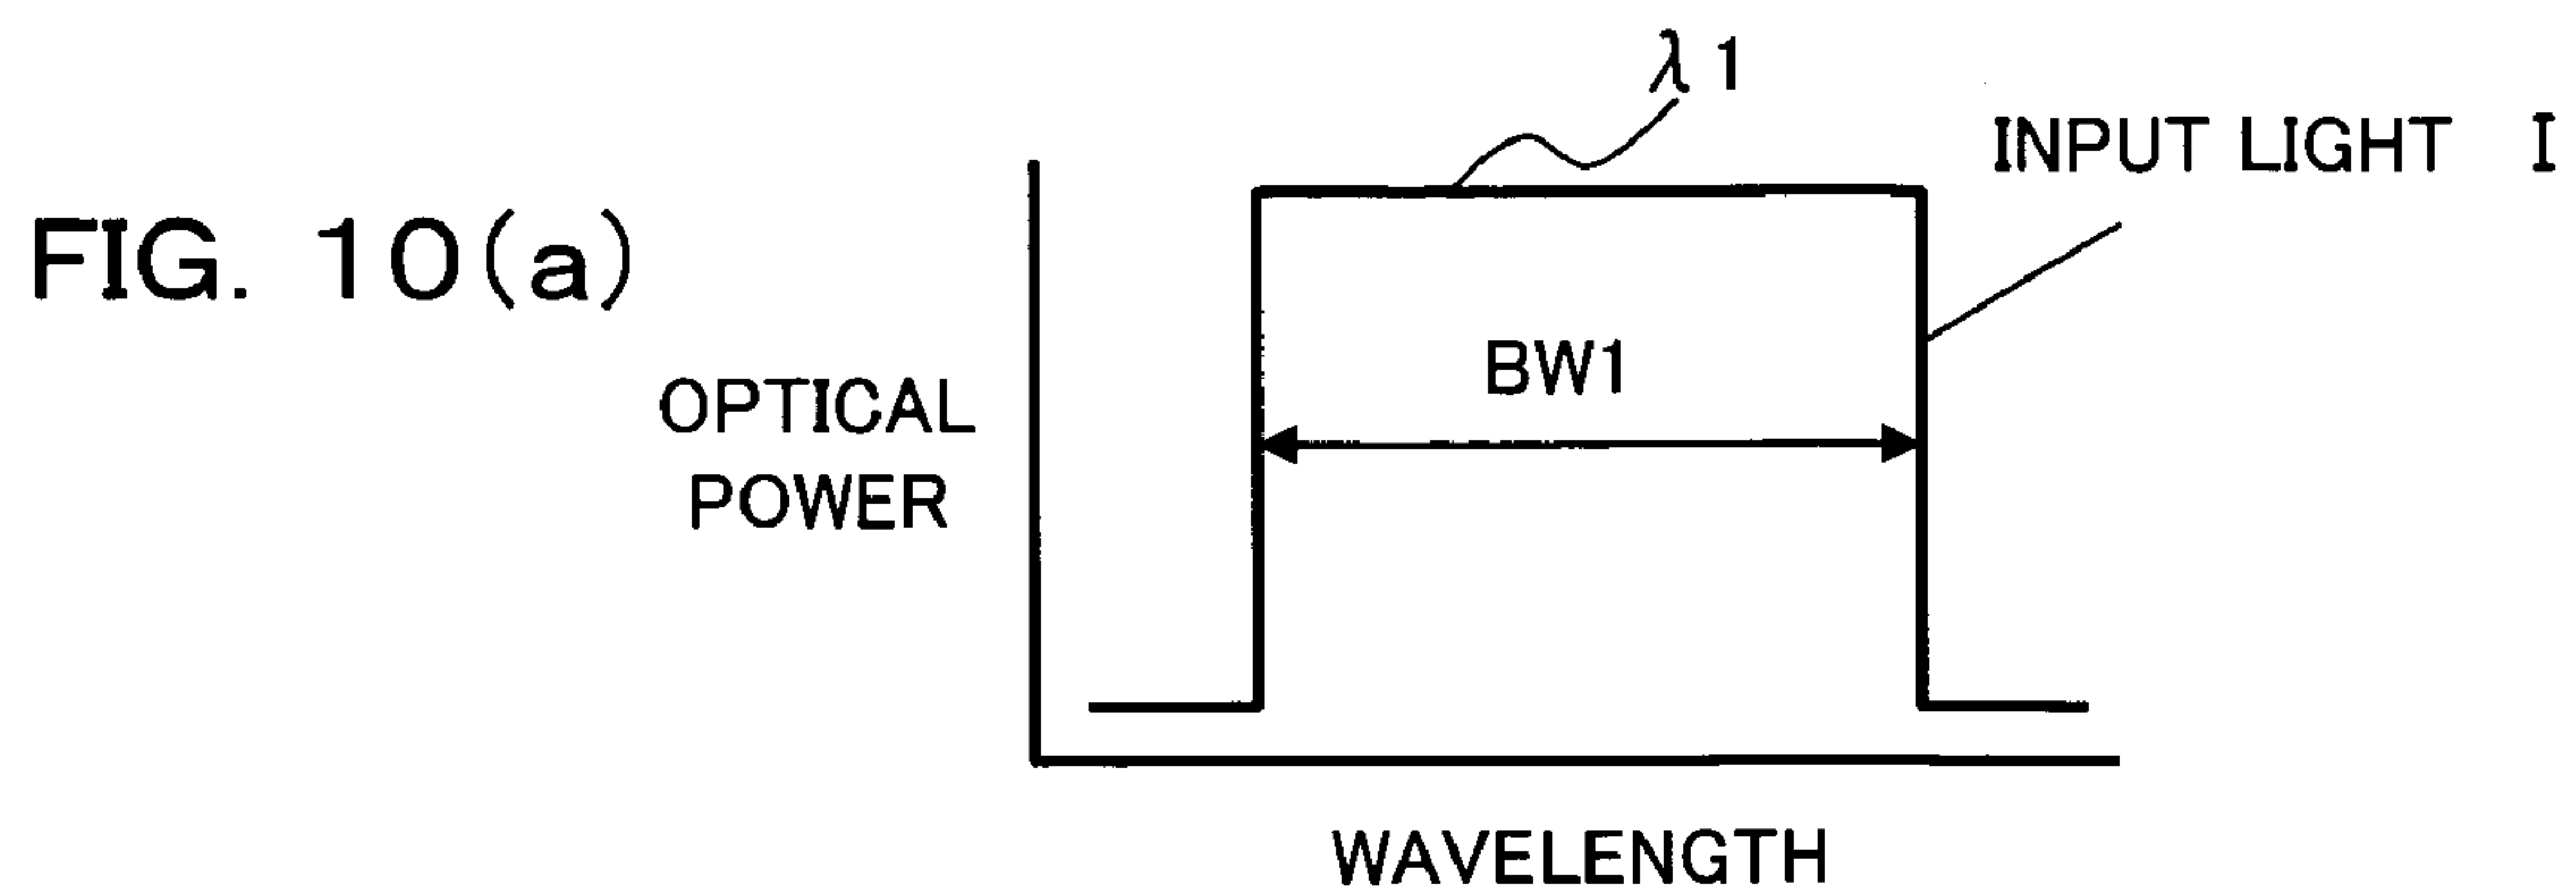 FIG. 10(a)
λ1
INPUT LIGHT I
BW1
OPTICAL
POWER
WAVELENGTH